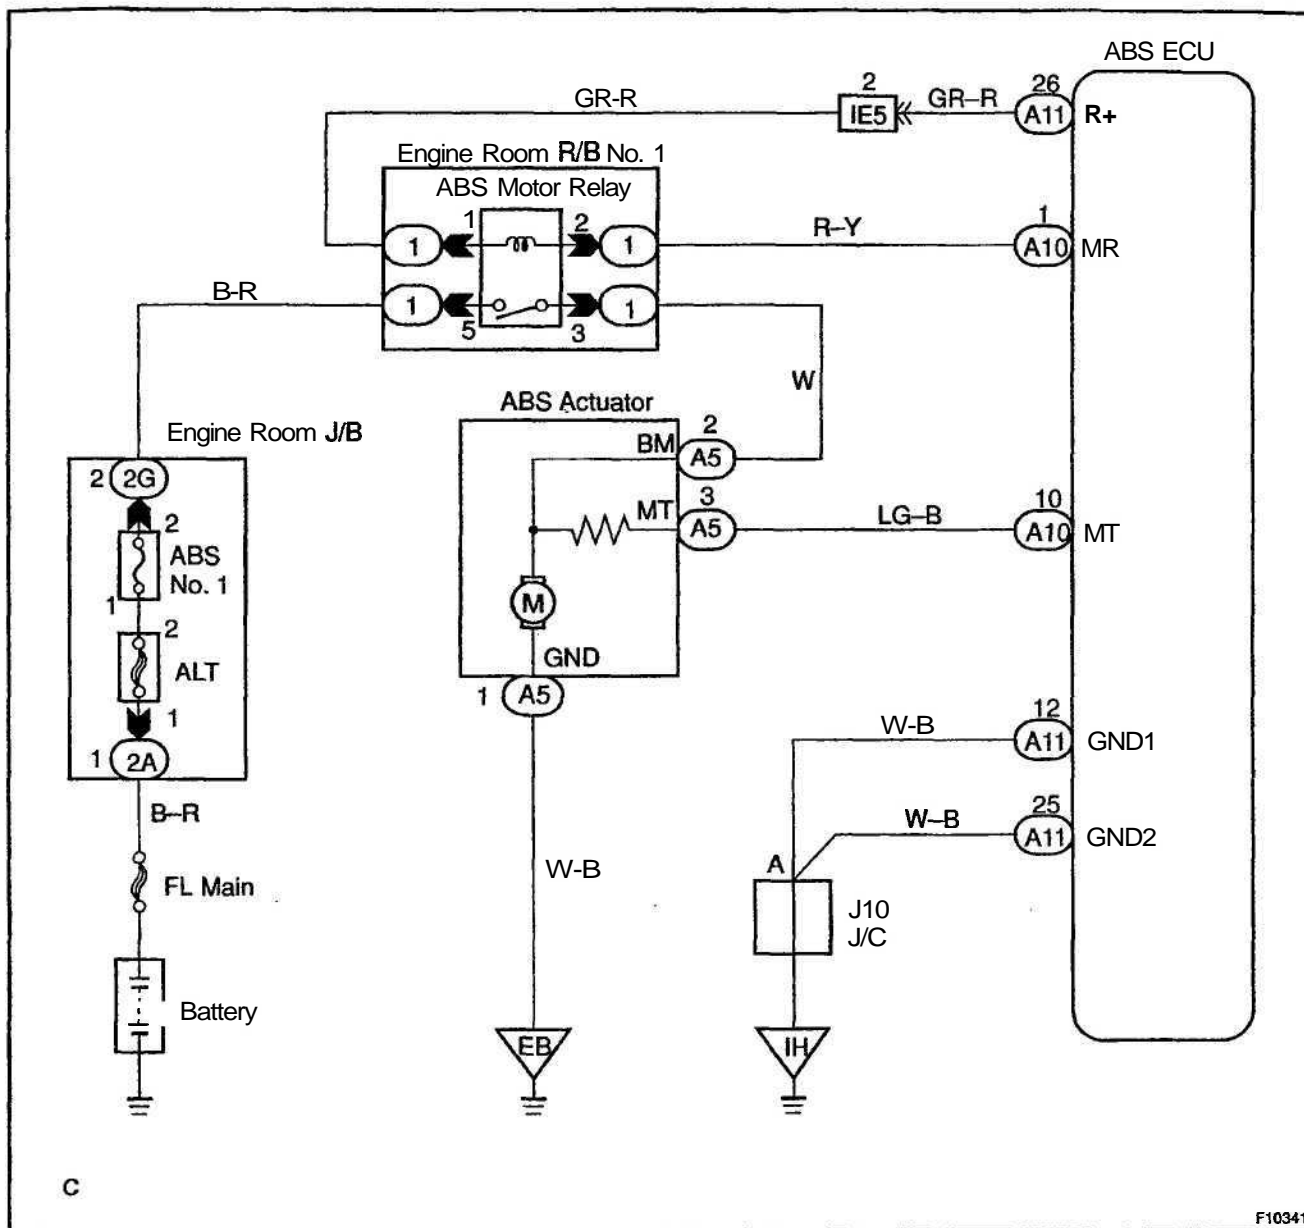 ABS ECU
2
26
GR-R
IE5
GR–R
A11
R+
Engine Room R/B No. 1
ABS Motor Relay
1
1
2
1
R–Y
1
A10
MR
B-R
1
5
3
1
W
ABS Actuator
Engine Room J/B
BM
2
A5
2
2G
3
10
MT
A5
LG–B
A10
MT
2
ABS
No. 1
1
M
2
ALT
GND
1
1
A5
12
W-B
A11
GND1
1
2A
25
B–R
W–B
A11
GND2
A
W-B
FL Main
J10
J/C
Battery
EB
IH
C
F10341